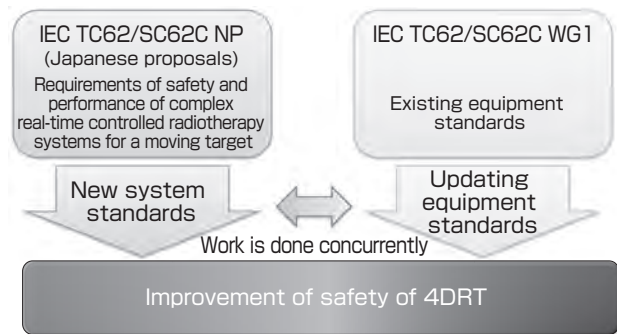 IEC TC62/SC62C NP
(Japanese proposals)
Requirements of safety and
performance of complex
real-time controlled radiotherapy
systems for a moving target
IEC TC62/SC62C WG1
Existing equipment
standards
New system
standards
Updating
equipment
standards
Work is done concurrently
Improvement of safety of 4DRT